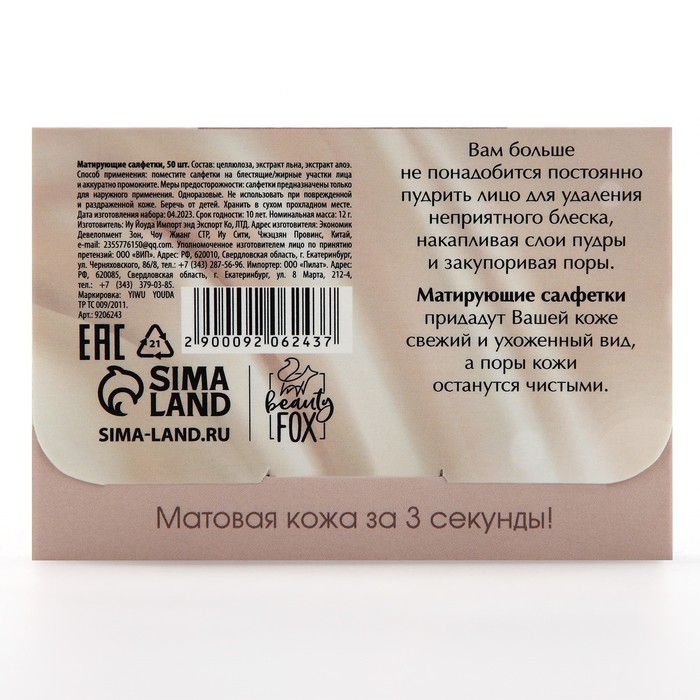 Матирующие салфетки, 50 шт. Состав: целлюлоза, экстракт льна, экстракт алоэ.
Способ применения: поместите салфетки на блестящие/жирные участки лица
и аккуратно промокните. Меры предосторожности: салфетки предназначены только
для наружного применения. Одноразовые. Не использовать при поврежденной
и раздраженной коже. Беречь от детей. Хранить в сухом прохладном месте.
Дата изготовления набора: 04.2023. Срок годности: 10 лет. Номинальная масса: 12 г.
Изготовитель: Иу Йоуда Импорт энд Экспорт Ко, ЛТД. Адрес изготовителя: Экономик
Девелопмент Зон, Чоу Жианг СТР, Иу Сити, Чжэцзян Провинс, Китай,
e-mail: 2355776150@qq.com. Уполномоченное изготовителем лицо по принятию
претензий: ООО «ВИП». Адрес: РФ, 620010, Свердловская область, г. Екатеринбург,
ул. Черняховского, 86/8, тел.: +7 (343) 287-56-96. Импортер: ООО «Пилат». Адрес:
РФ, 620085, Свердловская область, г. Екатеринбург, ул. 8 Марта, 212-4,
тел.: +7 (343) 379-03-85.
Маркировка: YIWU YOUDA
ТР ТС 009/2011.
Арт.: 9206243
2 900092 062437
EAC
21
SIMA
LAND
SIMA-LAND.RU
beauty
FOX
Вам больше
не понадобится постоянно
пудрить лицо для удаления
неприятного блеска,
накапливая слои пудры
и закупоривая поры.
Матирующие салфетки
придадут Вашей коже
свежий и ухоженный вид,
а поры кожи
останутся чистыми.
Матовая кожа за 3 секунды!